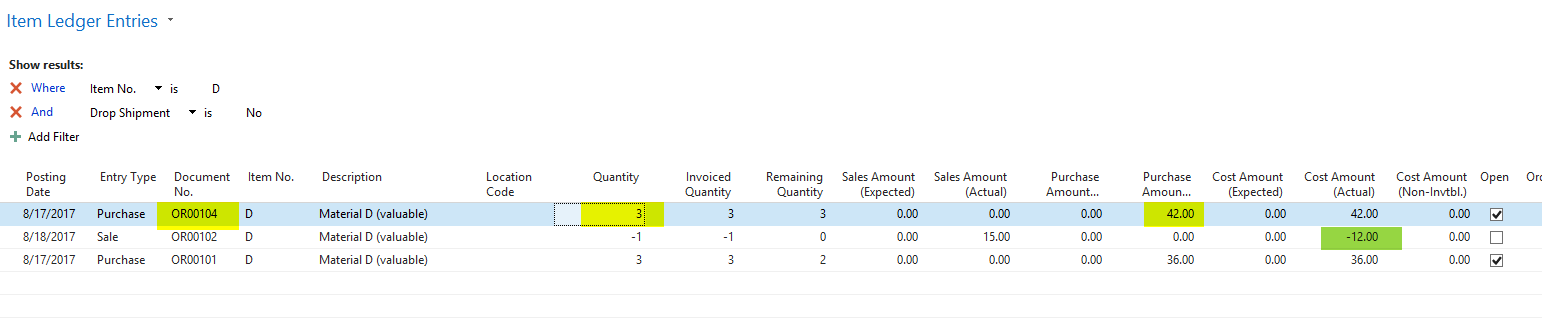 Item Ledger Entries
Show results:
Where Item No. is D
And Drop Shipment is No
Add Filter
Posting Date Entry Type Document No. Item No. Description Location Code Quantity Invoiced Quantity Remaining Quantity Sales Amount (Expected) Sales Amount (Actual) Purchase Amount... Purchase Amoun... Cost Amount (Expected) Cost Amount (Actual) Cost Amount (Non-Invtbl.) Open Orc
8/17/2017 Purchase OR00104 D Material D (valuable) 3 3 3 0.00 0.00 0.00 42.00 0.00 42.00 0.00
8/18/2017 Sale OR00102 D Material D (valuable) -1 -1 0 0.00 15.00 0.00 0.00 0.00 -12.00 0.00
8/17/2017 Purchase OR00101 D Material D (valuable) 3 3 2 0.00 0.00 0.00 36.00 0.00 36.00 0.00